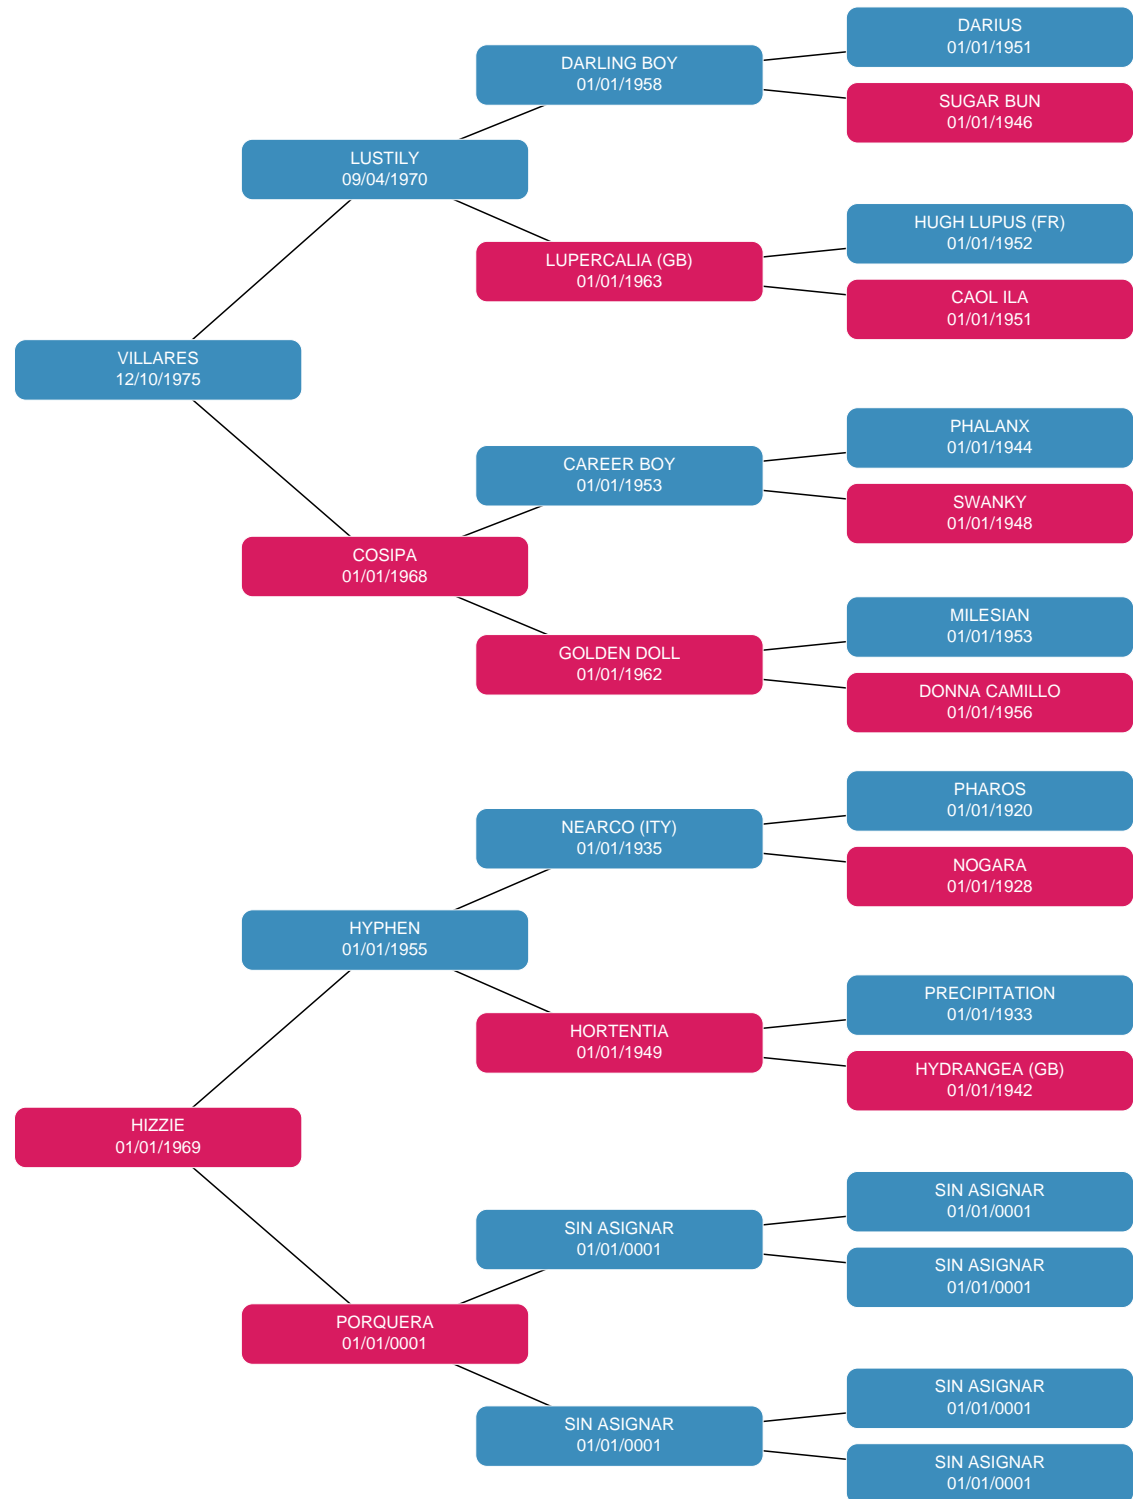 DARIUS
01/01/1951
DARLING BOY
01/01/1958
SUGAR BUN
01/01/1946
LUSTILY
09/04/1970
HUGH LUPUS (FR)
01/01/1952
LUPERCALIA (GB)
01/01/1963
CAOL ILA
01/01/1951
VILLARES
12/10/1975
PHALANX
01/01/1944
CAREER BOY
01/01/1953
SWANKY
01/01/1948
COSIPA
01/01/1968
MILESIAN
01/01/1953
GOLDEN DOLL
01/01/1962
DONNA CAMILLO
01/01/1956
PHAROS
01/01/1920
NEARCO (ITY)
01/01/1935
NOGARA
01/01/1928
HYPHEN
01/01/1955
PRECIPITATION
01/01/1933
HORTENTIA
01/01/1949
HYDRANGEA (GB)
01/01/1942
HIZZIE
01/01/1969
SIN ASIGNAR
01/01/0001
SIN ASIGNAR
01/01/0001
SIN ASIGNAR
01/01/0001
PORQUERA
01/01/0001
SIN ASIGNAR
01/01/0001
SIN ASIGNAR
01/01/0001
SIN ASIGNAR
01/01/0001